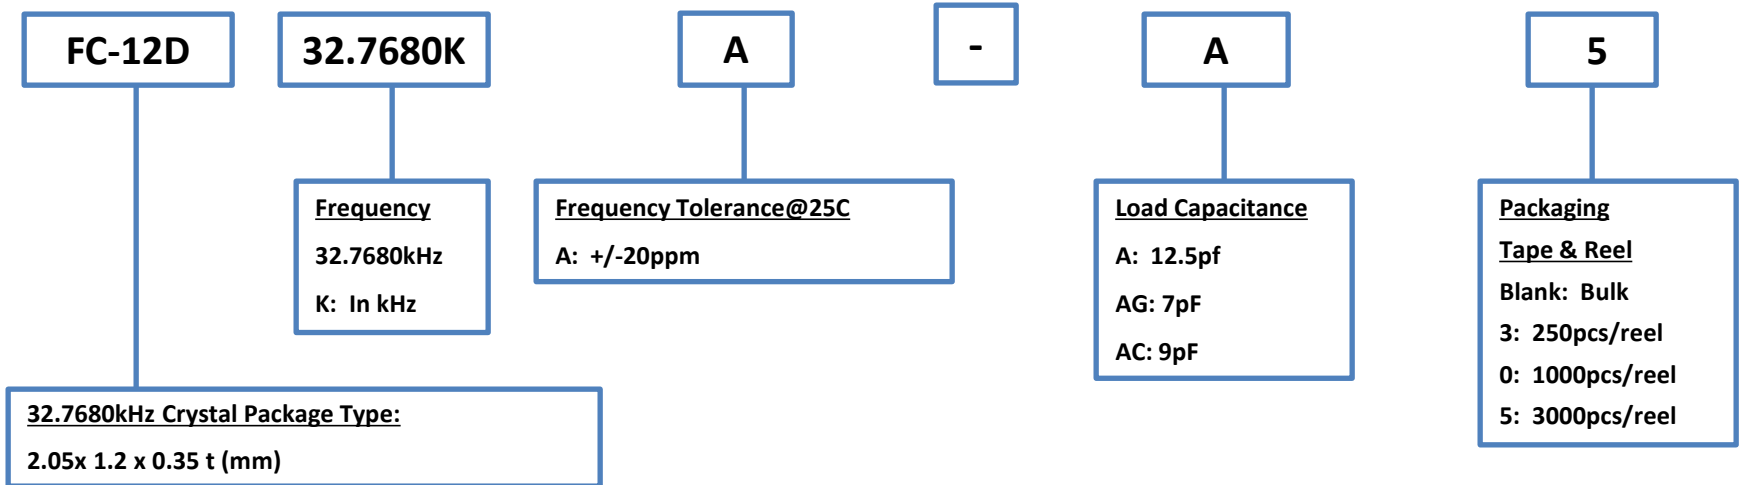 FC-12D 32.7680K A - A 5
Frequency
32.7680kHz
K: In kHz
Frequency Tolerance@25C
A: +/-20ppm
Load Capacitance
A: 12.5pf
AG: 7pF
AC: 9pF
Packaging
Tape & Reel
Blank: Bulk
3: 250pcs/reel
0: 1000pcs/reel
5: 3000pcs/reel
32.7680kHz Crystal Package Type:
2.05x 1.2 x 0.35 t (mm)